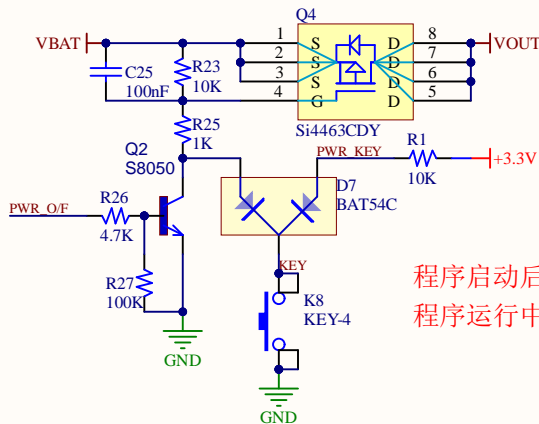 Q4
VBAT
1
S
D
8
VOUT
2
S
D
7
3
S
D
6
4
G
D
5
Si4463CDY
C25
100nF
R23
10K
R25
1K
Q2
S8050
PWR_KEY
R1
10K
+3.3V
D7
BAT54C
PWR_O/F
R26
4.7K
R27
100K
KEY
K8
KEY-4
GND
GND
程序启动后
程序运行中